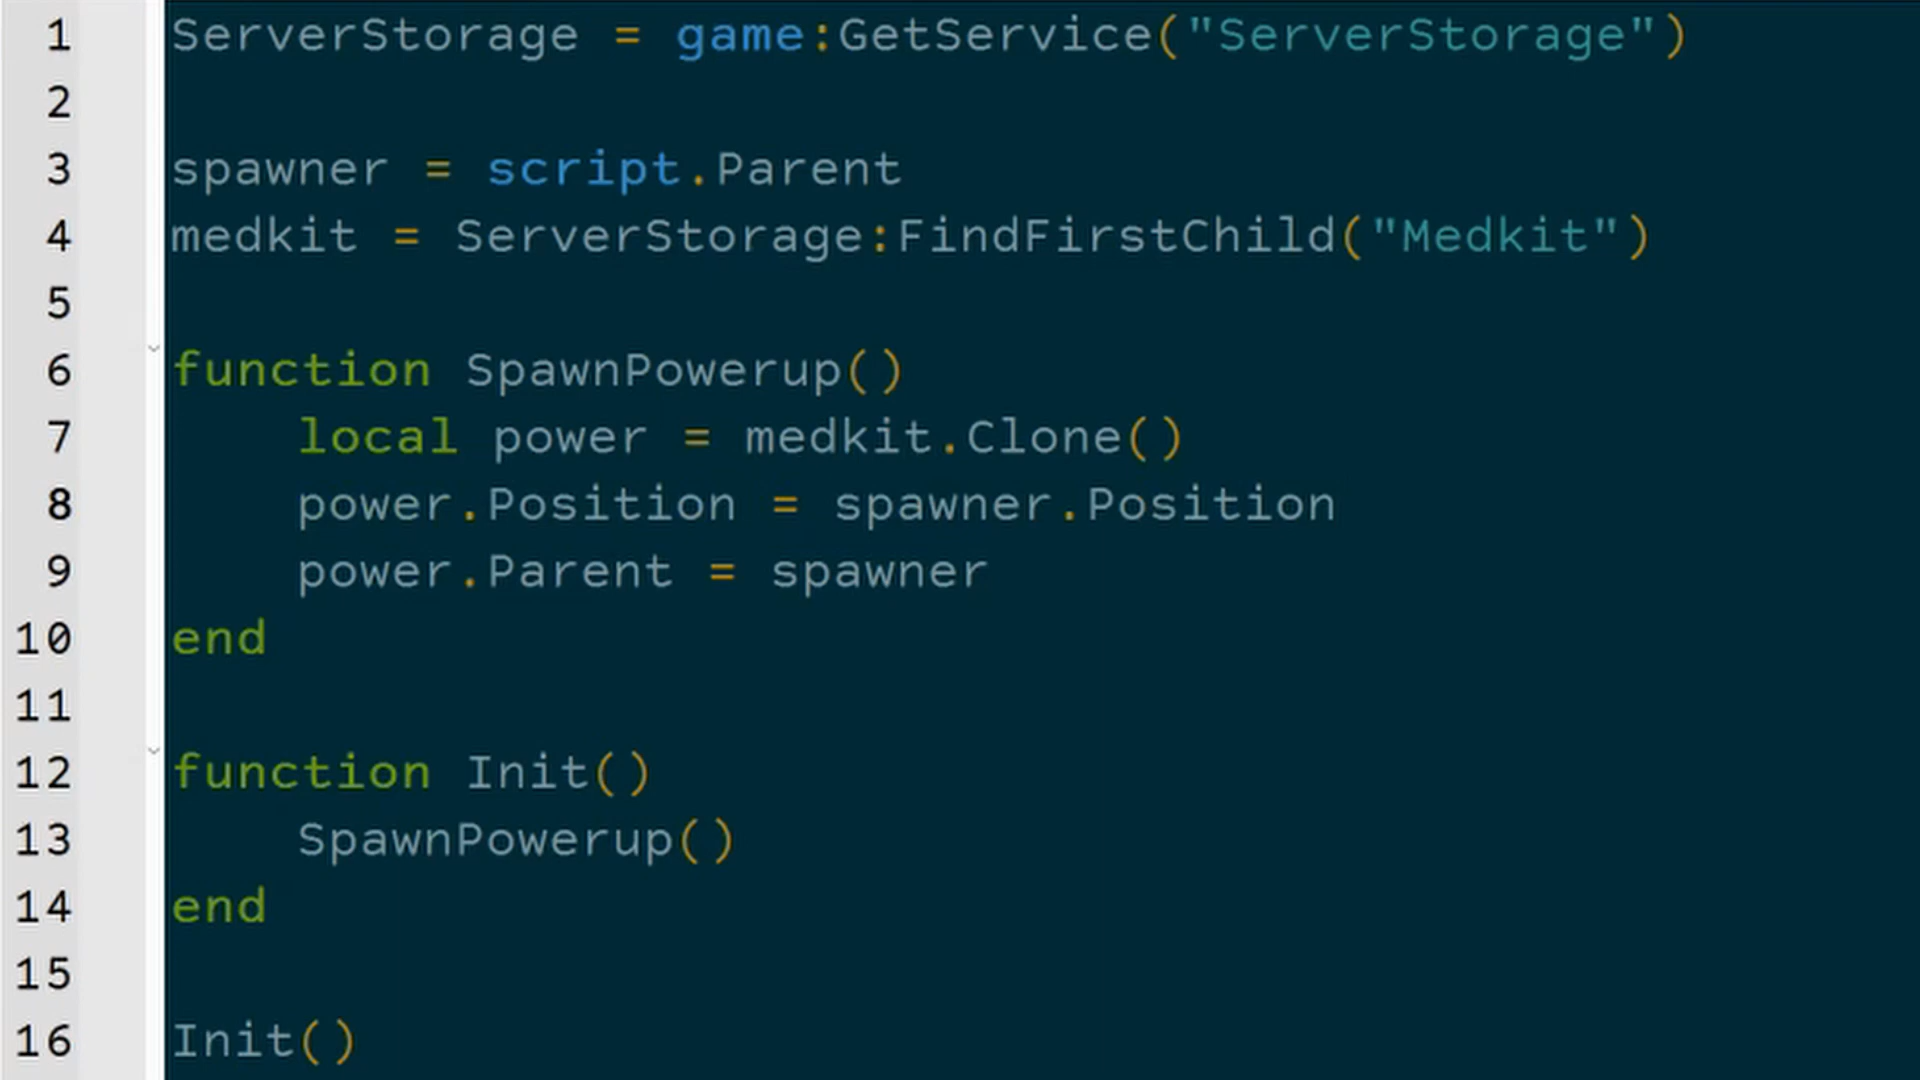 1 ServerStorage = game:GetService("ServerStorage")
2
3 spawner = script.Parent
4 medkit = ServerStorage:FindFirstChild("Medkit")
5
6 function SpawnPowerup()
7     local power = medkit.Clone()
8     power.Position = spawner.Position
9     power.Parent = spawner
10 end
11
12 function Init()
13     SpawnPowerup()
14 end
15
16 Init()